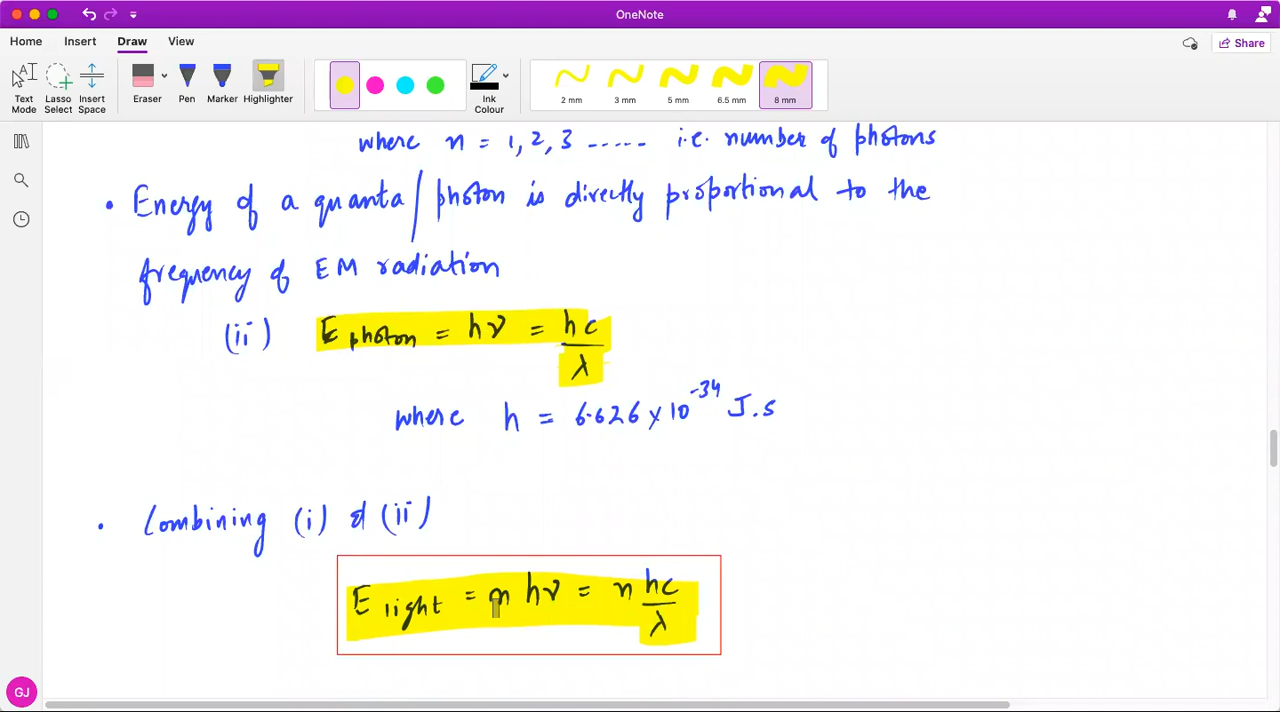 OneNote
Home Insert Draw View
Share
Text Mode
Lasso Select
Insert Space
Eraser
Pen
Marker
Highlighter
Ink Colour
2 mm 3 mm 5 mm 6.5 mm 8 mm
where n = 1, 2, 3 ..... i.e. number of photons
• Energy of a quanta / photon is directly proportional to the
frequency of EM radiation
(ii) E photon = hν = hc/λ
where h = 6.626 × 10⁻³⁴ J.s
• Combining (i) & (ii)
E light = n hν = n hc/λ
GJ